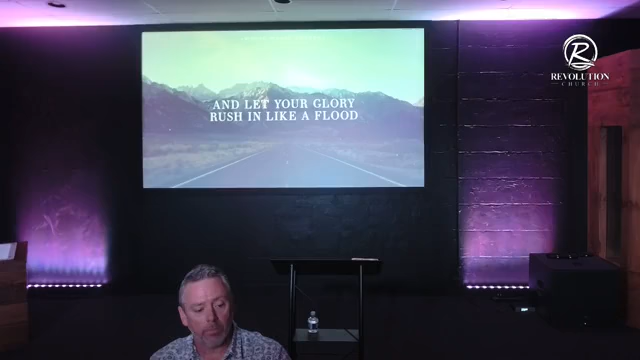 AND LET YOUR GLORY
RUSH IN LIKE A FLOOD
REVOLUTION
CHURCH